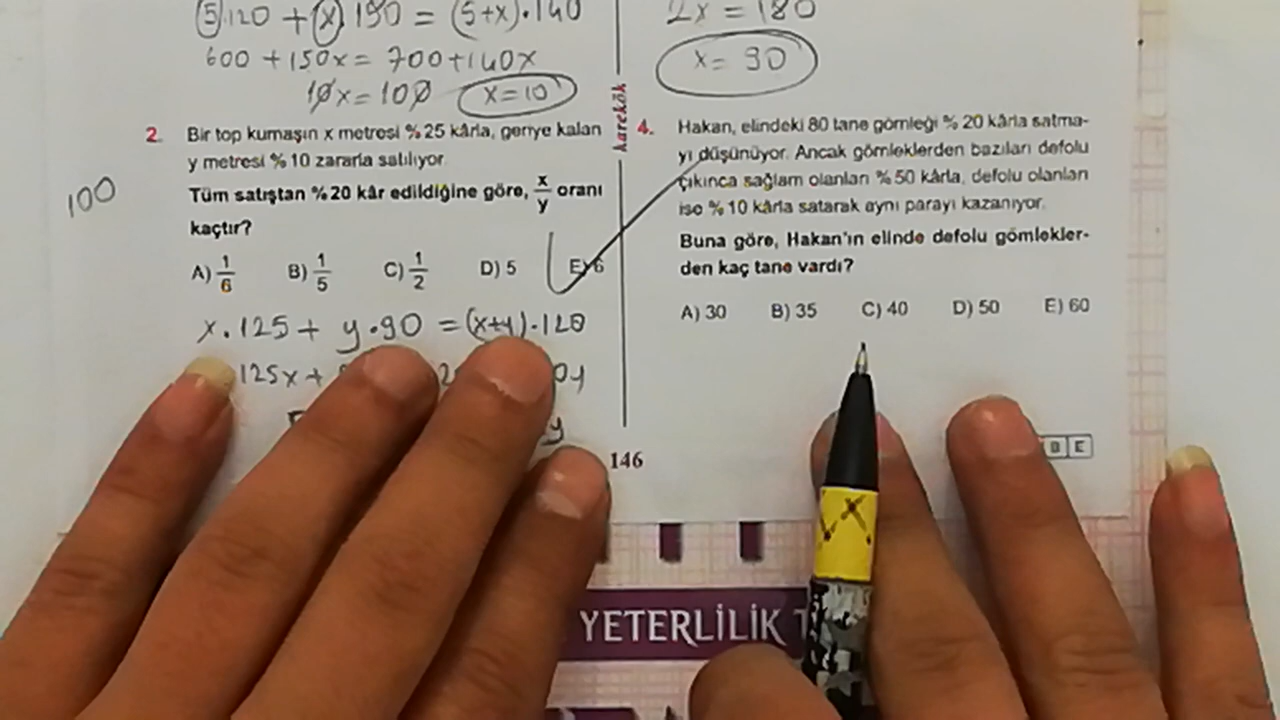 5.120 + x.150 = (5+x).140
600 + 150x = 700+140x
10x = 100 x=10
2x = 180
x = 90
karekök
2. Bir top kumaşın x metresi % 25 kârla, geriye kalan
y metresi % 10 zararla satılıyor.
Tüm satıştan % 20 kâr edildiğine göre, x/y oranı
kaçtır?
A) 1/6 B) 1/5 C) 1/2 D) 5 E) 6
100
x.125 + y.90 = (x+y).120
125x +
y
4. Hakan, elindeki 80 tane gömleği % 20 kârla satma-
yı düşünüyor. Ancak gömleklerden bazıları defolu
çıkınca sağlam olanları % 50 kârla, defolu olanları
ise % 10 kârla satarak aynı parayı kazanıyor.
Buna göre, Hakan'ın elinde defolu gömlekler-
den kaç tane vardı?
A) 30 B) 35 C) 40 D) 50 E) 60
D E
146
YETERLİLİK